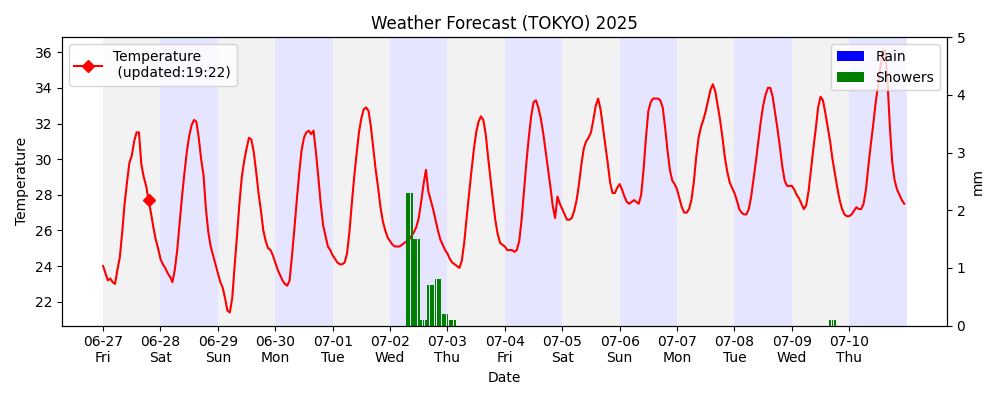 Weather Forecast (TOKYO) 2025
Temperature
(updated:19:22)
Rain
Showers
Temperature
36
34
32
30
28
26
24
22
5
4
3
2
1
0
mm
06-27 06-28 06-29 06-30 07-01 07-02 07-03 07-04 07-05 07-06 07-07 07-08 07-09 07-10
Fri Sat Sun Mon Tue Wed Thu Fri Sat Sun Mon Tue Wed Thu
Date